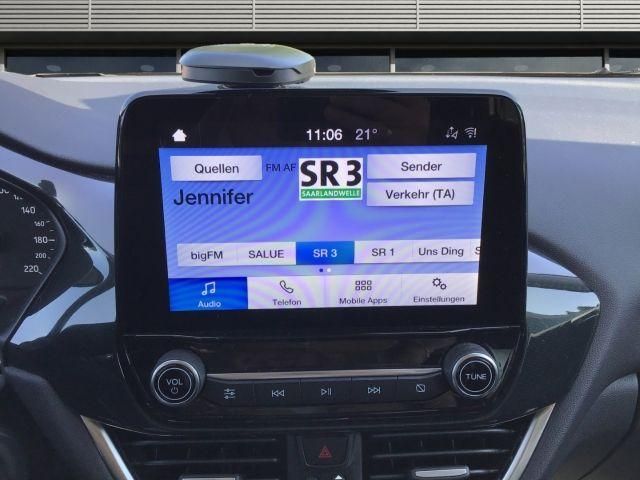 11:06 21°
Quellen FM AF SR 3 Sender
SAARLANDWELLE
Jennifer Verkehr (TA)
bigFM SALUE SR 3 SR 1 Uns Ding S
Audio Telefon Mobile Apps Einstellungen
120
140
160
180
200
220
VOL TUNE